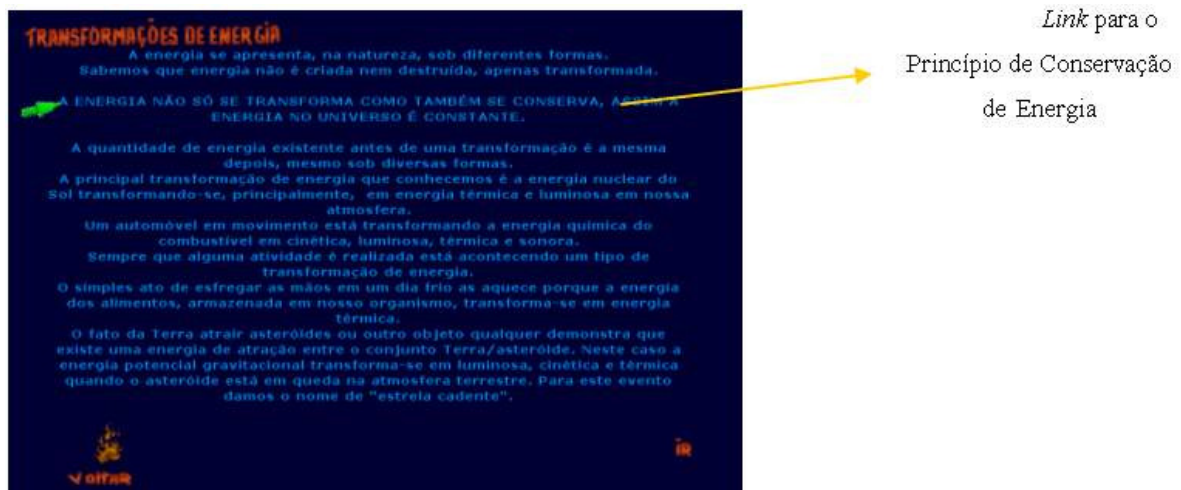 TRANSFORMAÇÕES DE ENERGIA
A energia se apresenta, na natureza, sob diferentes formas.
Sabemos que energia não é criada nem destruída, apenas transformada.
A ENERGIA NÃO SÓ SE TRANSFORMA COMO TAMBÉM SE CONSERVA, ASSIM A
ENERGIA NO UNIVERSO É CONSTANTE.
A quantidade de energia existente antes de uma transformação é a mesma
depois, mesmo sob diversas formas.
A principal transformação de energia que conhecemos é a energia nuclear do
Sol transformando-se, principalmente, em energia térmica e luminosa em nossa
atmosfera.
Um automóvel em movimento está transformando a energia química do
combustível em cinética, luminosa, térmica e sonora.
Sempre que alguma atividade é realizada está acontecendo um tipo de
transformação de energia.
O simples ato de esfregar as mãos em um dia frio as aquece porque a energia
dos alimentos, armazenada em nosso organismo, transforma-se em energia
térmica.
O fato da Terra atrair asteróides ou outro objeto qualquer demonstra que
existe uma energia de atração entre o conjunto Terra/asteróide. Neste caso a
energia potencial gravitacional transforma-se em luminosa, cinética e térmica
quando o asteróide está em queda na atmosfera terrestre. Para este evento
damos o nome de "estrela cadente".
VOLTAR
IR
Link para o
Princípio de Conservação
de Energia